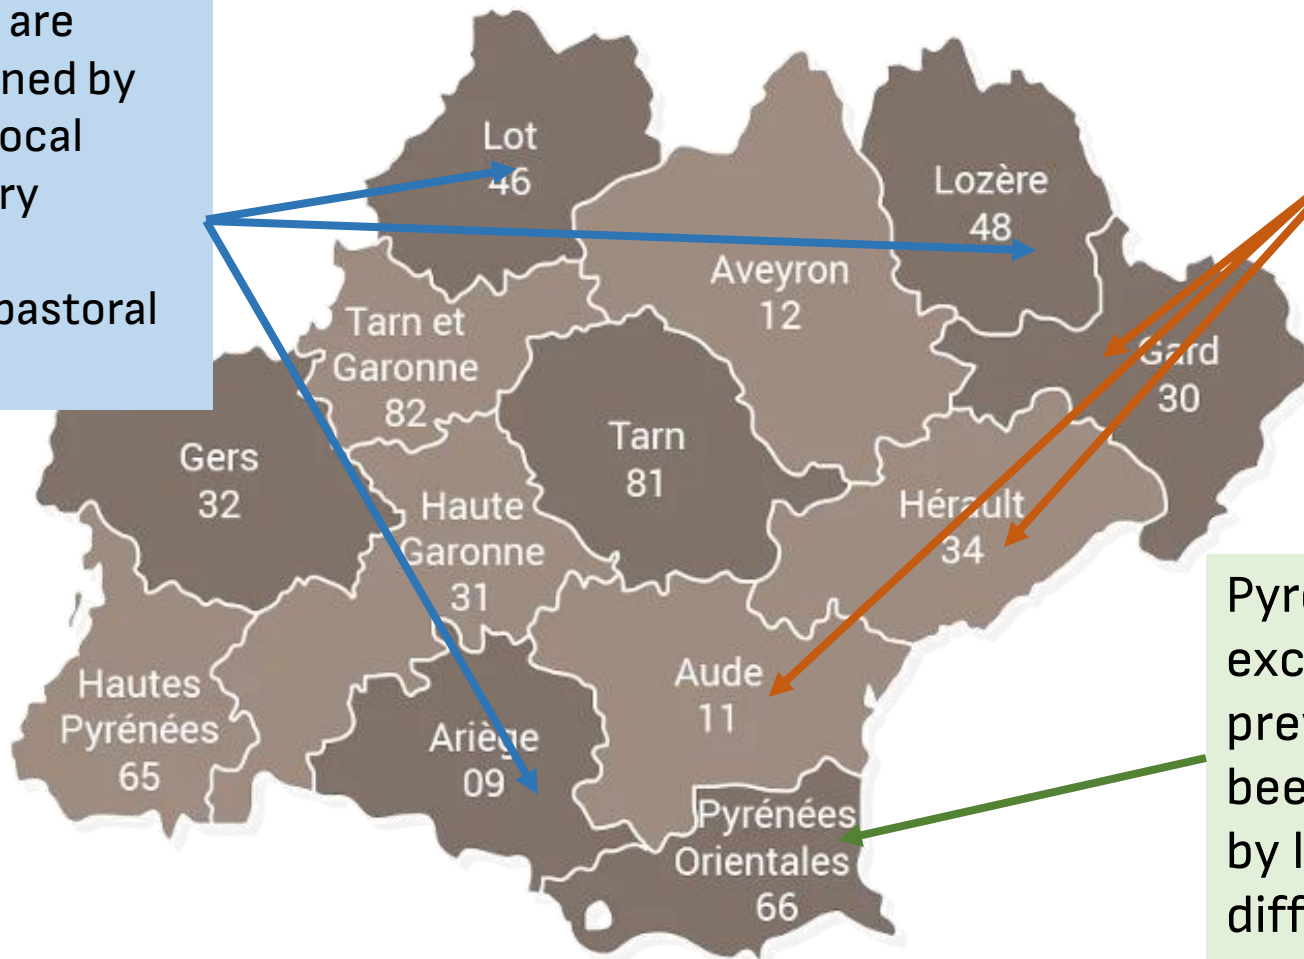 are
ned by
ocal
ry
pastoral
Lot
46
Lozère
48
Aveyron
12
Tarn et
Garonne
82
Gard
30
Gers
32
Tarn
81
Haute
Garonne
31
Hérault
34
Hautes
Pyrénées
65
Ariège
09
Aude
11
Pyrénées
Orientales
66
Pyr
exc
pre
bee
by l
diff